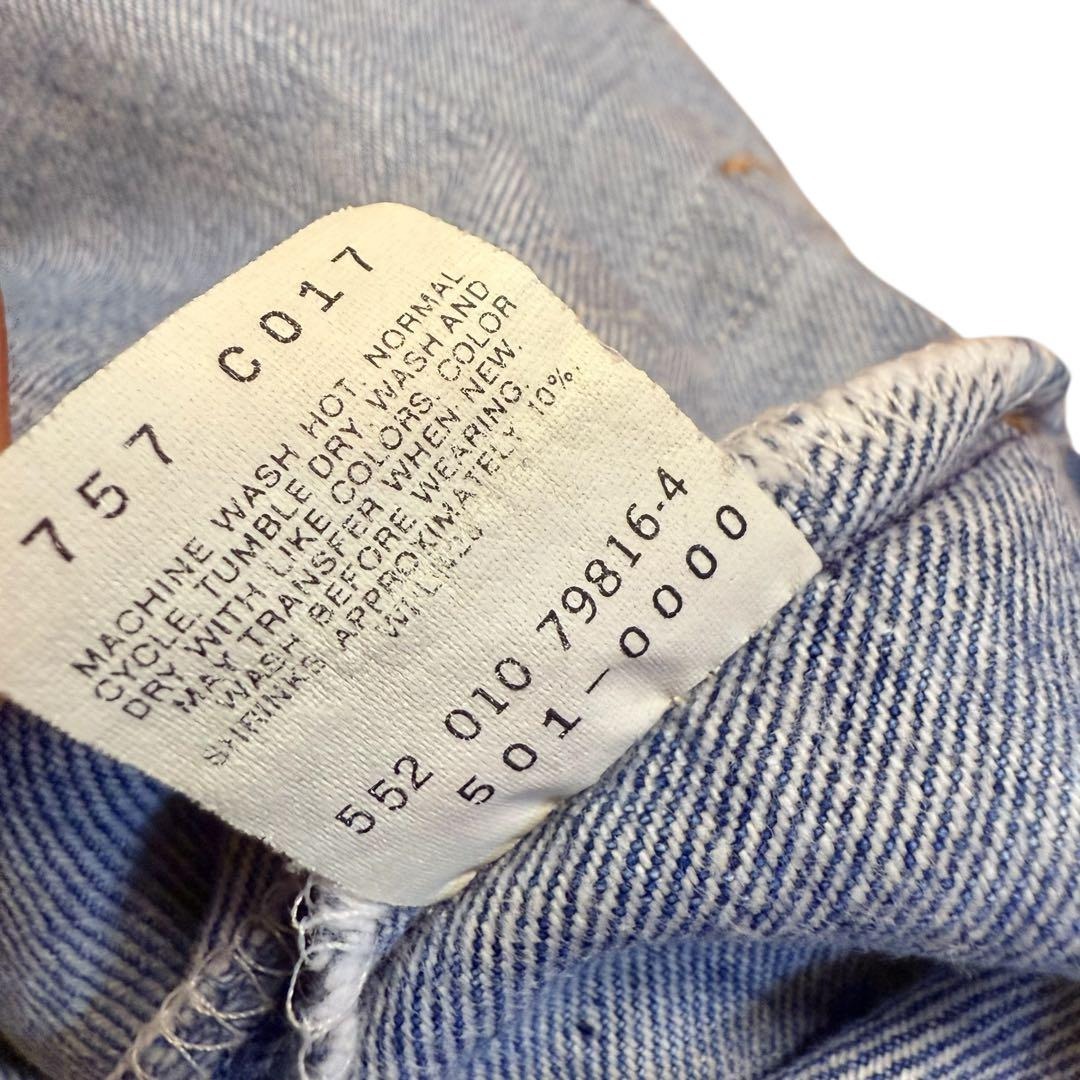 757 C017
MACHINE WASH HOT, NORMAL
CYCLE. TUMBLE DRY. WASH AND
DRY WITH LIKE COLORS. COLOR
MAY TRANSFER WHEN NEW.
WASH BEFORE WEARING.
SHRINKS APPROXIMATELY 10%.
552 010 79816-4
501-0000